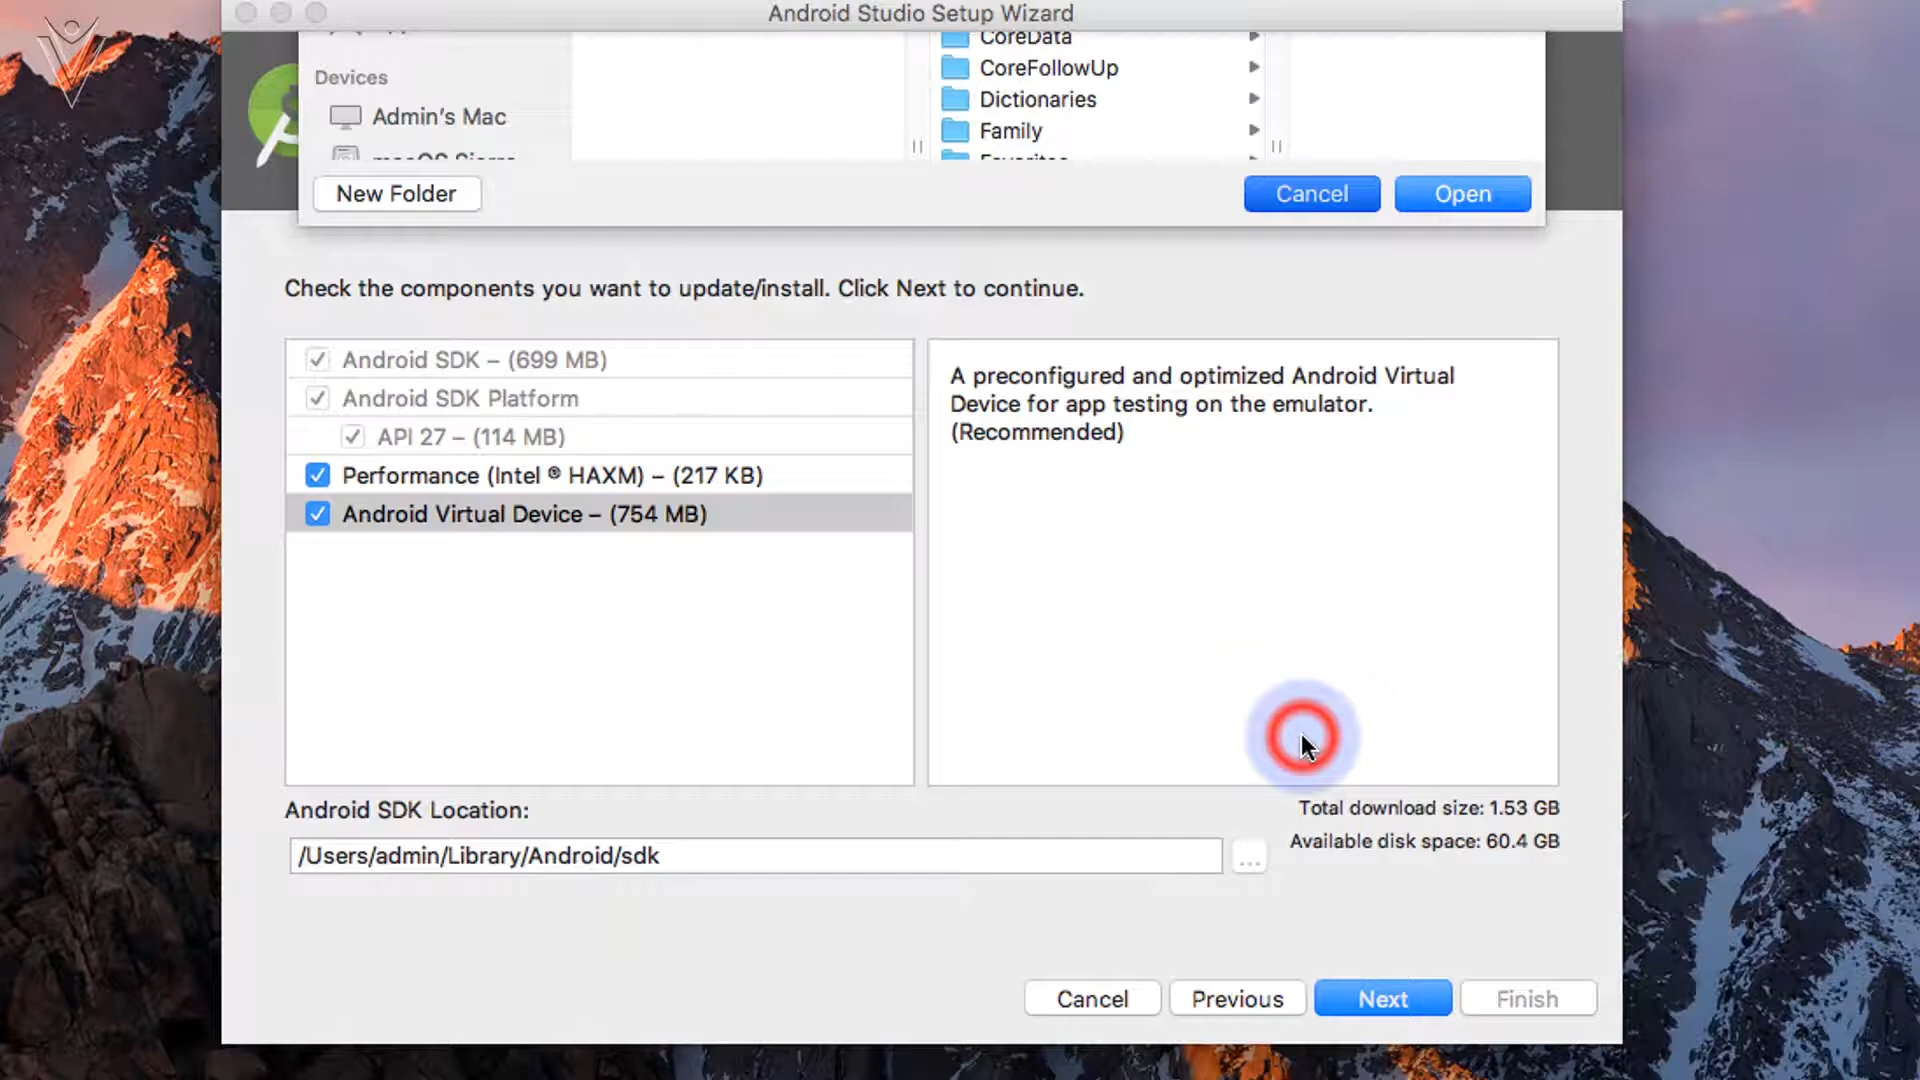 Android Studio Setup Wizard
CoreData
Devices
CoreFollowUp
Dictionaries
Admin's Mac
Family
macOS Sierra
Favorites
New Folder
Cancel
Open
Check the components you want to update/install. Click Next to continue.
Android SDK – (699 MB)
Android SDK Platform
API 27 – (114 MB)
Performance (Intel ® HAXM) – (217 KB)
Android Virtual Device – (754 MB)
A preconfigured and optimized Android Virtual
Device for app testing on the emulator.
(Recommended)
Android SDK Location:
Total download size: 1.53 GB
/Users/admin/Library/Android/sdk
...
Available disk space: 60.4 GB
Cancel
Previous
Next
Finish